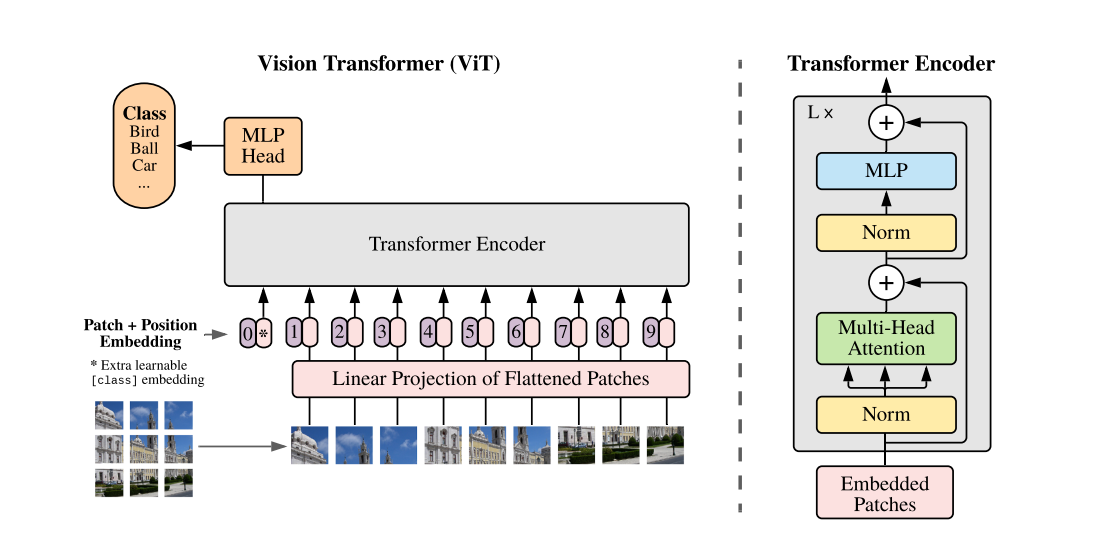 Vision Transformer (ViT)
Class
Bird
Ball
Car
...
MLP
Head
Transformer Encoder
Patch + Position
Embedding
0 * 1 2 3 4 5 6 7 8 9
* Extra learnable
[class] embedding
Linear Projection of Flattened Patches
Transformer Encoder
L x
+
MLP
Norm
+
Multi-Head
Attention
Norm
Embedded
Patches